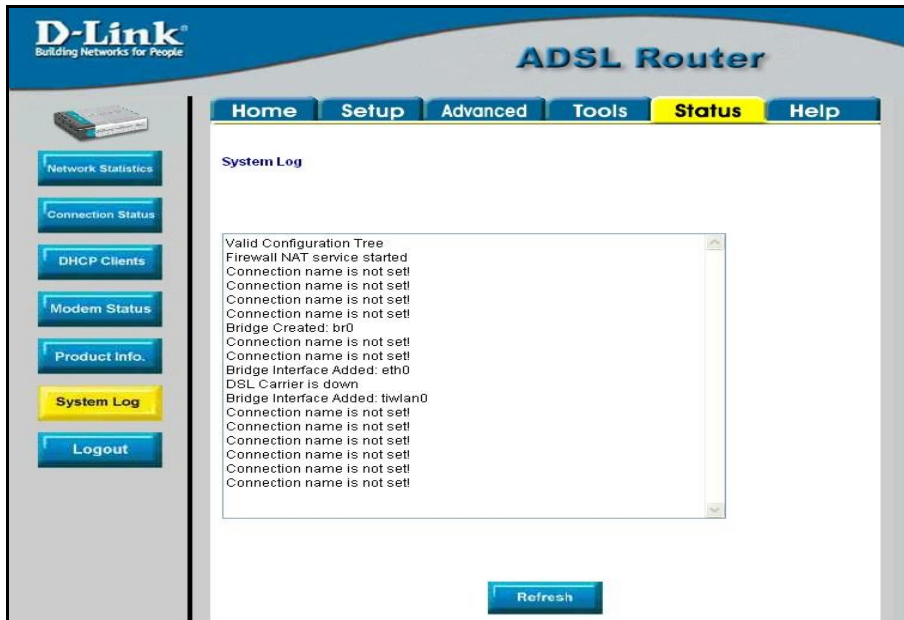 D-Link®
Building Networks for People
ADSL Router
Home Setup Advanced Tools Status Help
Network Statistics
Connection Status
DHCP Clients
Modem Status
Product Info.
System Log
Logout
System Log
Valid Configuration Tree
Firewall NAT service started
Connection name is not set!
Connection name is not set!
Connection name is not set!
Connection name is not set!
Bridge Created: br0
Connection name is not set!
Connection name is not set!
Bridge Interface Added: eth0
DSL Carrier is down
Bridge Interface Added: tiwlan0
Connection name is not set!
Connection name is not set!
Connection name is not set!
Connection name is not set!
Connection name is not set!
Connection name is not set!
Refresh